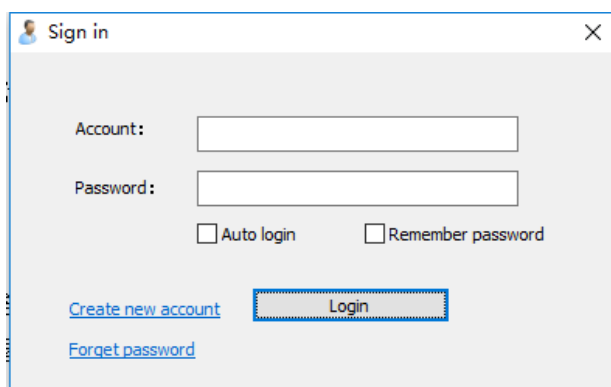 Sign in
Account:
Password:
Auto login Remember password
Create new account Login
Forget password